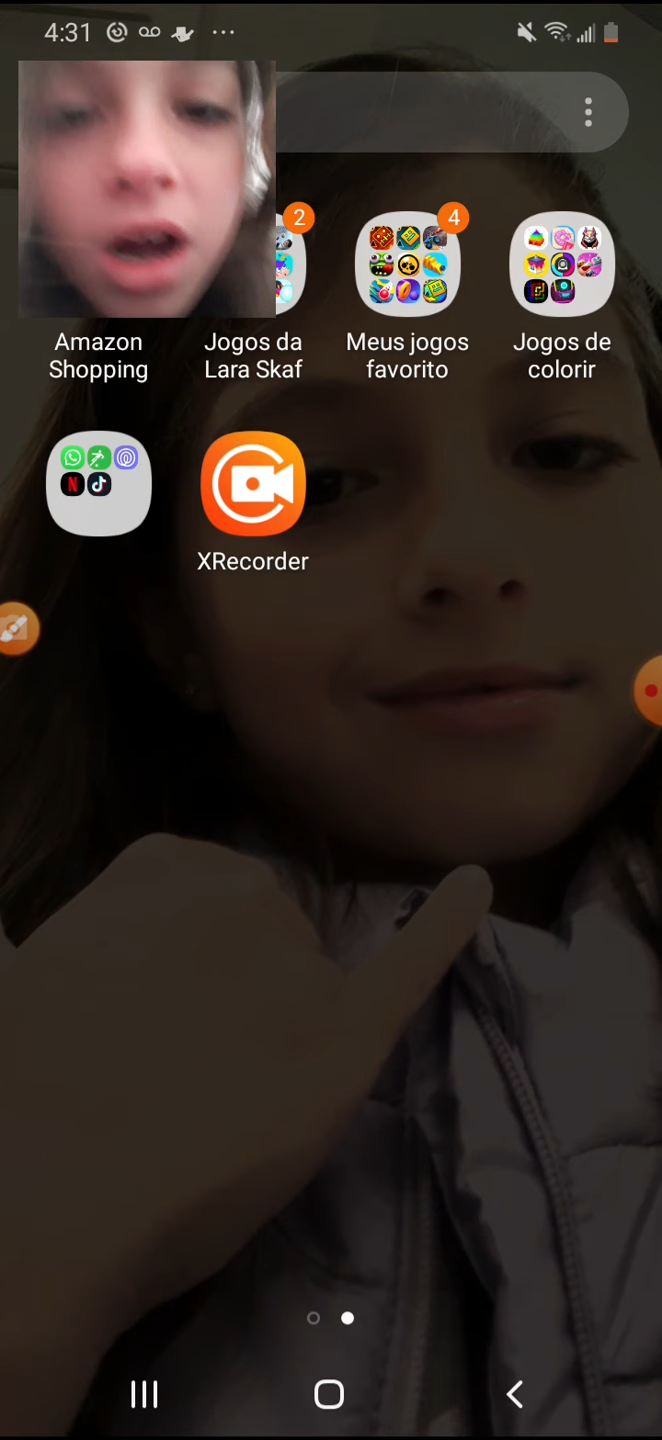 4:31
2
4
Amazon
Shopping
Jogos da
Lara Skaf
Meus jogos
favorito
Jogos de
colorir
XRecorder